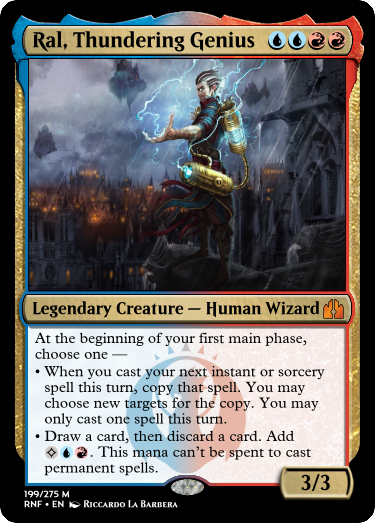 Ral, Thundering Genius
Legendary Creature — Human Wizard
At the beginning of your first main phase,
choose one —
• When you cast your next instant or sorcery
spell this turn, copy that spell. You may
choose new targets for the copy. You may
only cast one spell this turn.
• Draw a card, then discard a card. Add
. This mana can't be spent to cast
permanent spells.
3/3
199/275 M
RNF • EN Riccardo La Barbera